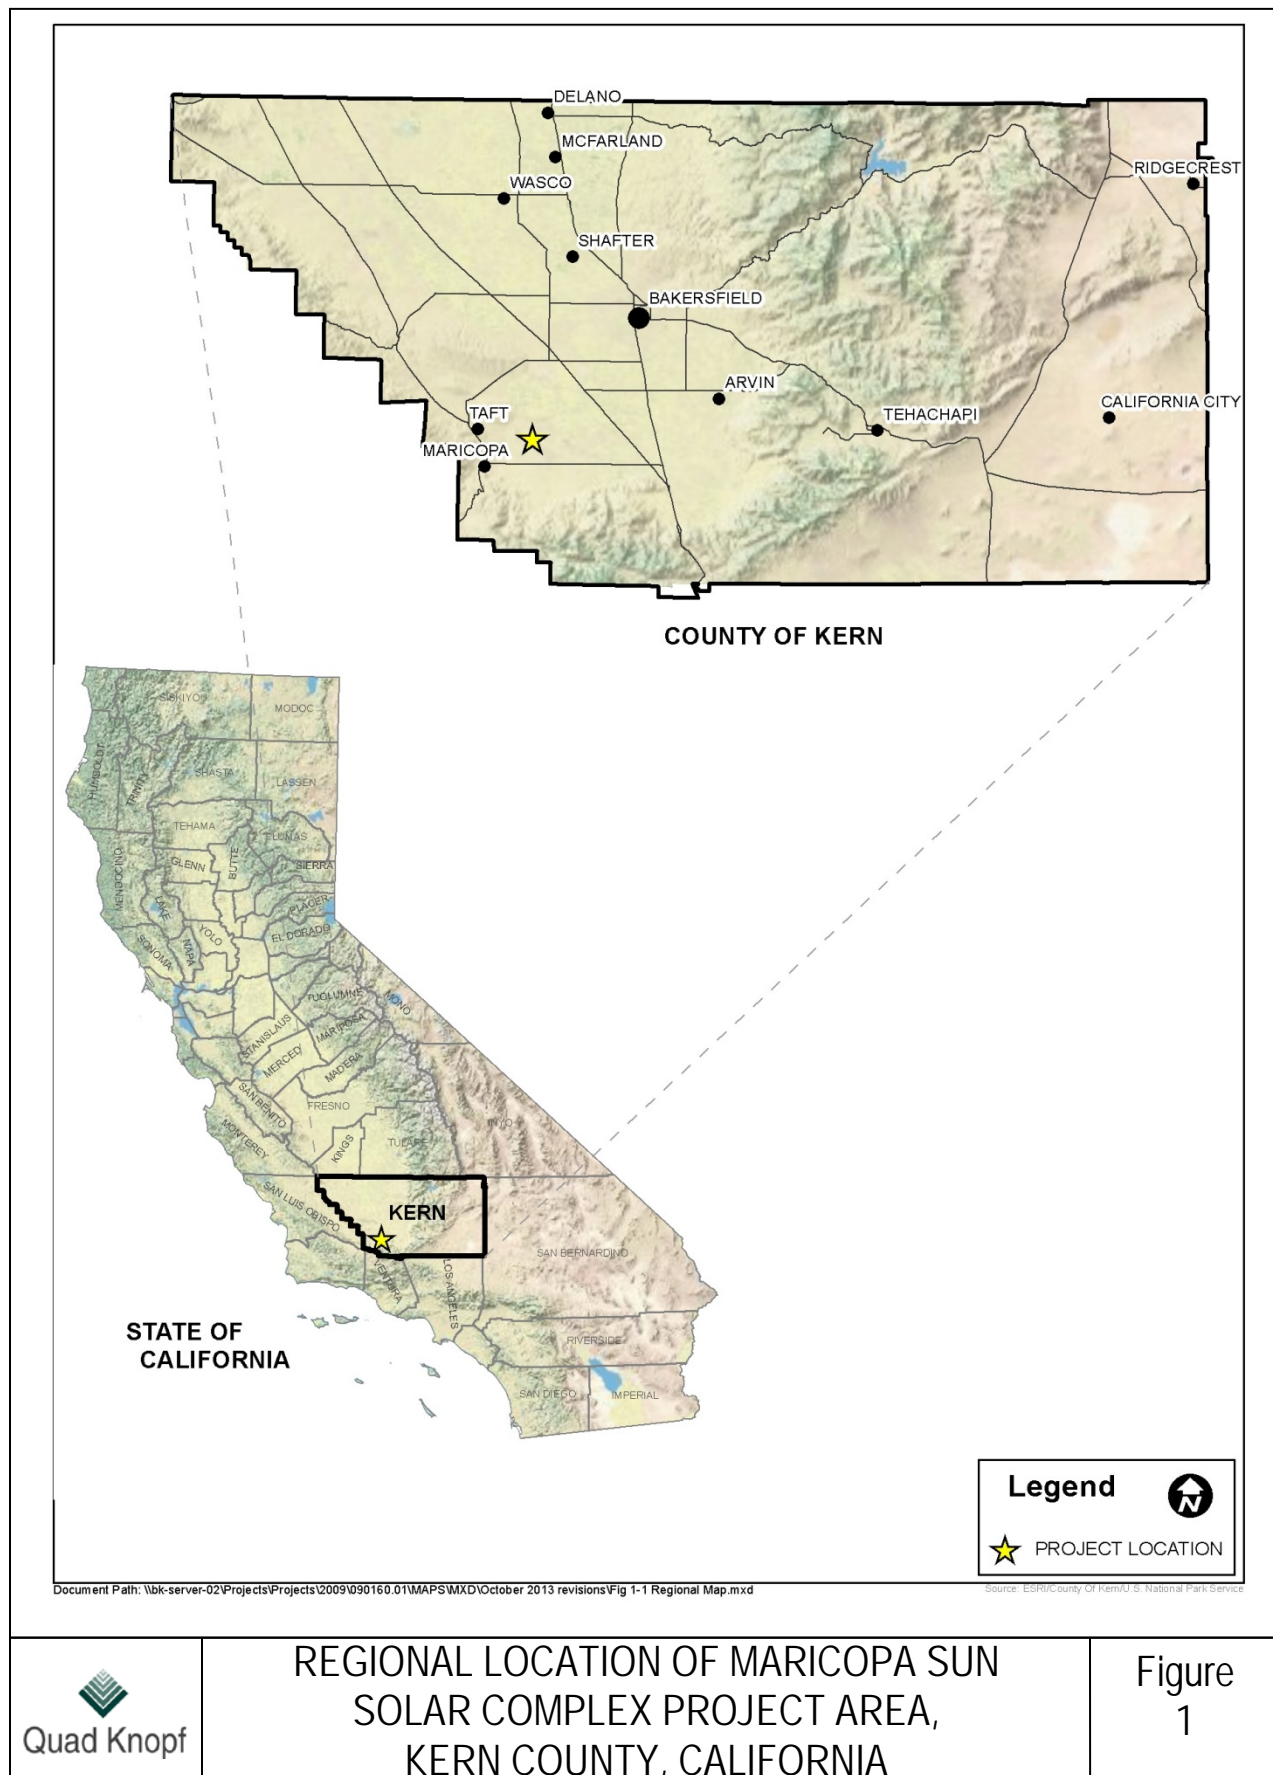 DELANO
MCFARLAND
WASCO
RIDGECREST
SHAFTER
BAKERSFIELD
ARVIN
TAFT
CALIFORNIA CITY
TEHACHAPI
MARICOPA
COUNTY OF KERN
SISKIYOU
MODOC
HUMBOLDT
TRINITY
SHASTA
LASSEN
TEHAMA
PLUMAS
MENDOCINO
GLENN
BUTTE
SIERRA
LAKE
PLACER
YOLO
EL DORADO
SONOMA
NAPA
TUOLUMNE
MONO
STANISLAUS
MARIPOSA
MERCED
MADERA
SAN BENITO
FRESNO
MONTEREY
KINGS
TULARE
INYO
SAN LUIS OBISPO
KERN
SAN BERNARDINO
VENTURA
LOS ANGELES
STATE OF
CALIFORNIA
RIVERSIDE
SAN DIEGO
IMPERIAL
Legend
N
PROJECT LOCATION
Document Path: \\bk-server-02\Projects\Projects\2009\090160.01\MAPS\MXD\October 2013 revisions\Fig 1-1 Regional Map.mxd
Source: ESRI/County Of Kern/U.S. National Park Service
Quad Knopf
REGIONAL LOCATION OF MARICOPA SUN
SOLAR COMPLEX PROJECT AREA,
KERN COUNTY, CALIFORNIA
Figure
1